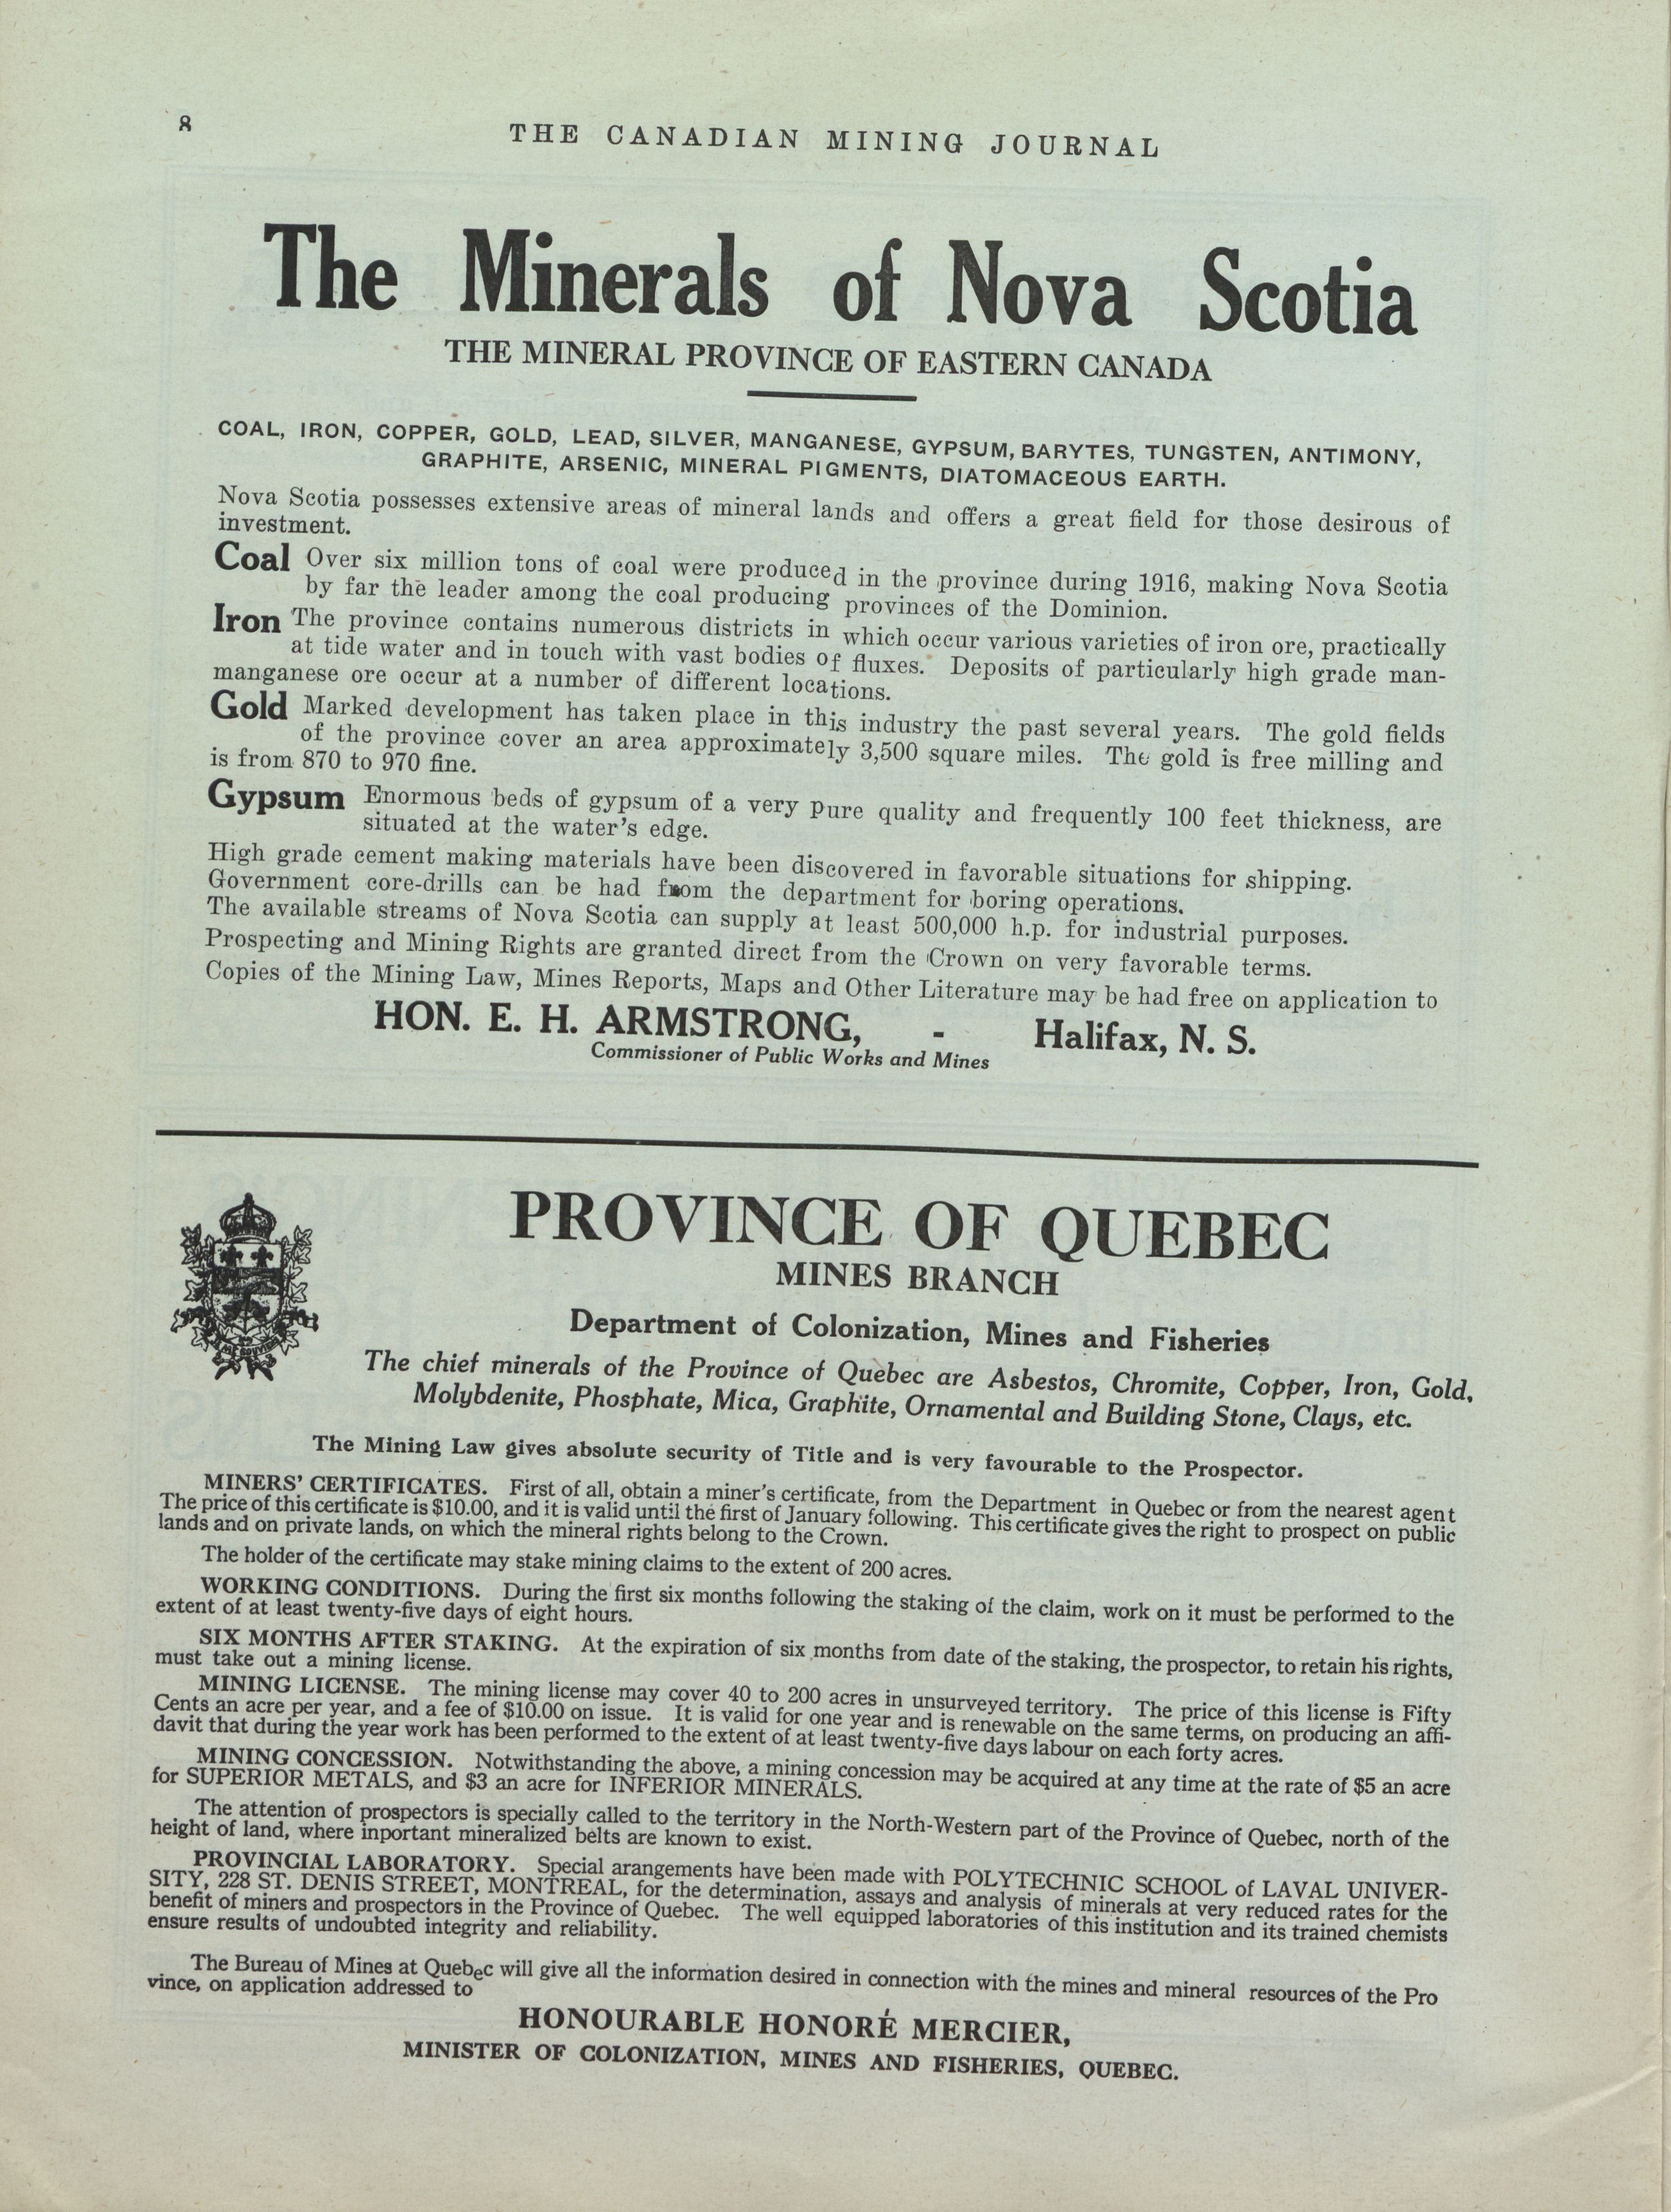 8
THE CANADIAN MINING JOURNAL
The Minerals of Nova Scotia
THE MINERAL PROVINCE OF EASTERN CANADA
COAL, IRON, COPPER, GOLD, LEAD, SILVER, MANGANESE, GYPSUM, BARYTES, TUNGSTEN, ANTIMONY,
GRAPHITE, ARSENIC, MINERAL PIGMENTS, DIATOMACEOUS EARTH.
Nova Scotia possesses extensive areas of mineral lands and offers a great field for those desirous of
investment.
Coal Over six million tons of coal were produced in the province during 1916, making Nova Scotia
by far the leader among the coal producing provinces of the Dominion.
Iron The province contains numerous districts in which occur various varieties of iron ore, practically
at tide water and in touch with vast bodies of fluxes. Deposits of particularly high grade man-
manganese ore occur at a number of different locations.
Gold Marked development has taken place in this industry the past several years. The gold fields
of the province cover an area approximately 3,500 square miles. The gold is free milling and
is from 870 to 970 fine.
Gypsum Enormous beds of gypsum of a very pure quality and frequently 100 feet thickness, are
situated at the water's edge.
High grade cement making materials have been discovered in favorable situations for shipping.
Government core-drills can be had from the department for boring operations.
The available streams of Nova Scotia can supply at least 500,000 h.p. for industrial purposes.
Prospecting and Mining Rights are granted direct from the Crown on very favorable terms.
Copies of the Mining Law, Mines Reports, Maps and Other Literature may be had free on application to
HON. E. H. ARMSTRONG, - Halifax, N. S.
Commissioner of Public Works and Mines
PROVINCE OF QUEBEC
MINES BRANCH
Department of Colonization, Mines and Fisheries
The chief minerals of the Province of Quebec are Asbestos, Chromite, Copper, Iron, Gold,
Molybdenite, Phosphate, Mica, Graphite, Ornamental and Building Stone, Clays, etc.
The Mining Law gives absolute security of Title and is very favourable to the Prospector.
MINERS' CERTIFICATES. First of all, obtain a miner's certificate, from the Department in Quebec or from the nearest agent
The price of this certificate is $10.00, and it is valid until the first of January following. This certificate gives the right to prospect on public
lands and on private lands, on which the mineral rights belong to the Crown.
The holder of the certificate may stake mining claims to the extent of 200 acres.
WORKING CONDITIONS. During the first six months following the staking of the claim, work on it must be performed to the
extent of at least twenty-five days of eight hours.
SIX MONTHS AFTER STAKING. At the expiration of six months from date of the staking, the prospector, to retain his rights,
must take out a mining license.
MINING LICENSE. The mining license may cover 40 to 200 acres in unsurveyed territory. The price of this license is Fifty
Cents an acre per year, and a fee of $10.00 on issue. It is valid for one year and is renewable on the same terms, on producing an affi-
davit that during the year work has been performed to the extent of at least twenty-five days labour on each forty acres.
MINING CONCESSION. Notwithstanding the above, a mining concession may be acquired at any time at the rate of $5 an acre
for SUPERIOR METALS, and $3 an acre for INFERIOR MINERALS.
The attention of prospectors is specially called to the territory in the North-Western part of the Province of Quebec, north of the
height of land, where inportant mineralized belts are known to exist.
PROVINCIAL LABORATORY. Special arangements have been made with POLYTECHNIC SCHOOL of LAVAL UNIVER-
SITY, 228 ST. DENIS STREET, MONTREAL, for the determination, assays and analysis of minerals at very reduced rates for the
benefit of miners and prospectors in the Province of Quebec. The well equipped laboratories of this institution and its trained chemists
ensure results of undoubted integrity and reliability.
The Bureau of Mines at Quebec will give all the information desired in connection with the mines and mineral resources of the Pro
vince, on application addressed to
HONOURABLE HONORÉ MERCIER,
MINISTER OF COLONIZATION, MINES AND FISHERIES, QUEBEC.